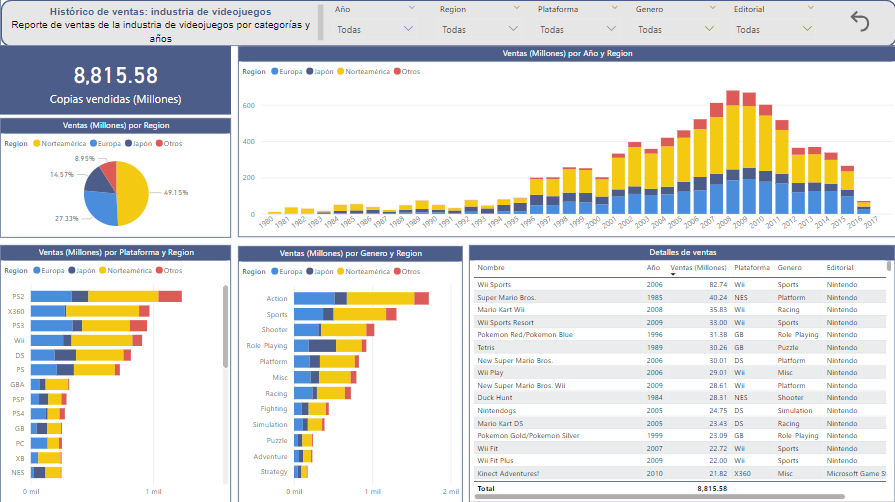 Histórico de ventas: industria de videojuegos
Reporte de ventas de la industria de videojuegos por categorías y
años
Año Region Plataforma Genero Editorial
Todas Todas Todas Todas Todas
8,815.58
Copias vendidas (Millones)
Ventas (Millones) por Region
Region Norteamérica Europa Japón Otros
8.95%
14.57%
49.15%
27.33%
Ventas (Millones) por Año y Region
Region Europa Japón Norteamérica Otros
600
400
200
0
1980 1981 1982 1983 1984 1985 1986 1987 1988 1989 1990 1991 1992 1993 1994 1995 1996 1997 1998 1999 2000 2001 2002 2003 2004 2005 2006 2007 2008 2009 2010 2011 2012 2013 2014 2015 2016 2017
Ventas (Millones) por Plataforma y Region
Region Europa Japón Norteamérica Otros
PS2
X360
PS3
Wii
DS
PS
GBA
PSP
PS4
GB
PC
XB
NES
0 mil 1 mil
Ventas (Millones) por Genero y Region
Region Europa Japón Norteamérica Otros
Action
Sports
Shooter
Role-Playing
Platform
Misc
Racing
Fighting
Simulation
Puzzle
Adventure
Strategy
0 mil 1 mil 2 mil
Detalles de ventas
Nombre Año Ventas (Millones) Plataforma Genero Editorial
Wii Sports 2006 82.74 Wii Sports Nintendo
Super Mario Bros. 1985 40.24 NES Platform Nintendo
Mario Kart Wii 2008 35.83 Wii Racing Nintendo
Wii Sports Resort 2009 33.00 Wii Sports Nintendo
Pokemon Red/Pokemon Blue 1996 31.38 GB Role-Playing Nintendo
Tetris 1989 30.26 GB Puzzle Nintendo
New Super Mario Bros. 2006 30.01 DS Platform Nintendo
Wii Play 2006 29.01 Wii Misc Nintendo
New Super Mario Bros. Wii 2009 28.61 Wii Platform Nintendo
Duck Hunt 1984 28.31 NES Shooter Nintendo
Nintendogs 2005 24.75 DS Simulation Nintendo
Mario Kart DS 2005 23.43 DS Racing Nintendo
Pokemon Gold/Pokemon Silver 1999 23.09 GB Role-Playing Nintendo
Wii Fit 2007 22.72 Wii Sports Nintendo
Wii Fit Plus 2009 22.00 Wii Sports Nintendo
Kinect Adventures! 2010 21.82 X360 Misc Microsoft Game S
Total 8,815.58